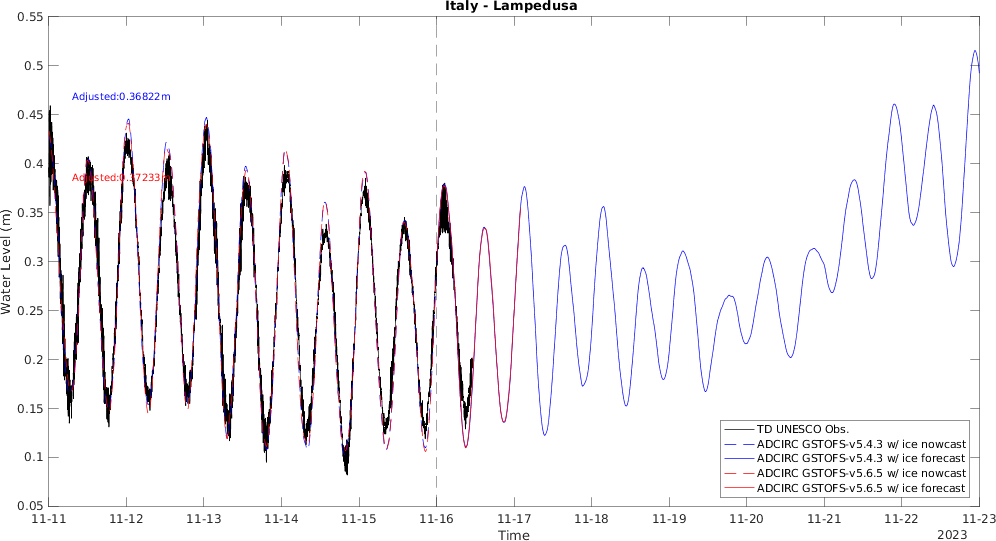 Italy - Lampedusa
0.55
0.5
0.45
0.4
0.35
0.3
0.25
0.2
0.15
0.1
0.05
Water Level (m)
Adjusted:0.36822m
Adjusted:0.37233m
TD UNESCO Obs.
ADCIRC GSTOFS-v5.4.3 w/ ice nowcast
ADCIRC GSTOFS-v5.4.3 w/ ice forecast
ADCIRC GSTOFS-v5.6.5 w/ ice nowcast
ADCIRC GSTOFS-v5.6.5 w/ ice forecast
11-11 11-12 11-13 11-14 11-15 11-16 11-17 11-18 11-19 11-20 11-21 11-22 11-23
Time
2023